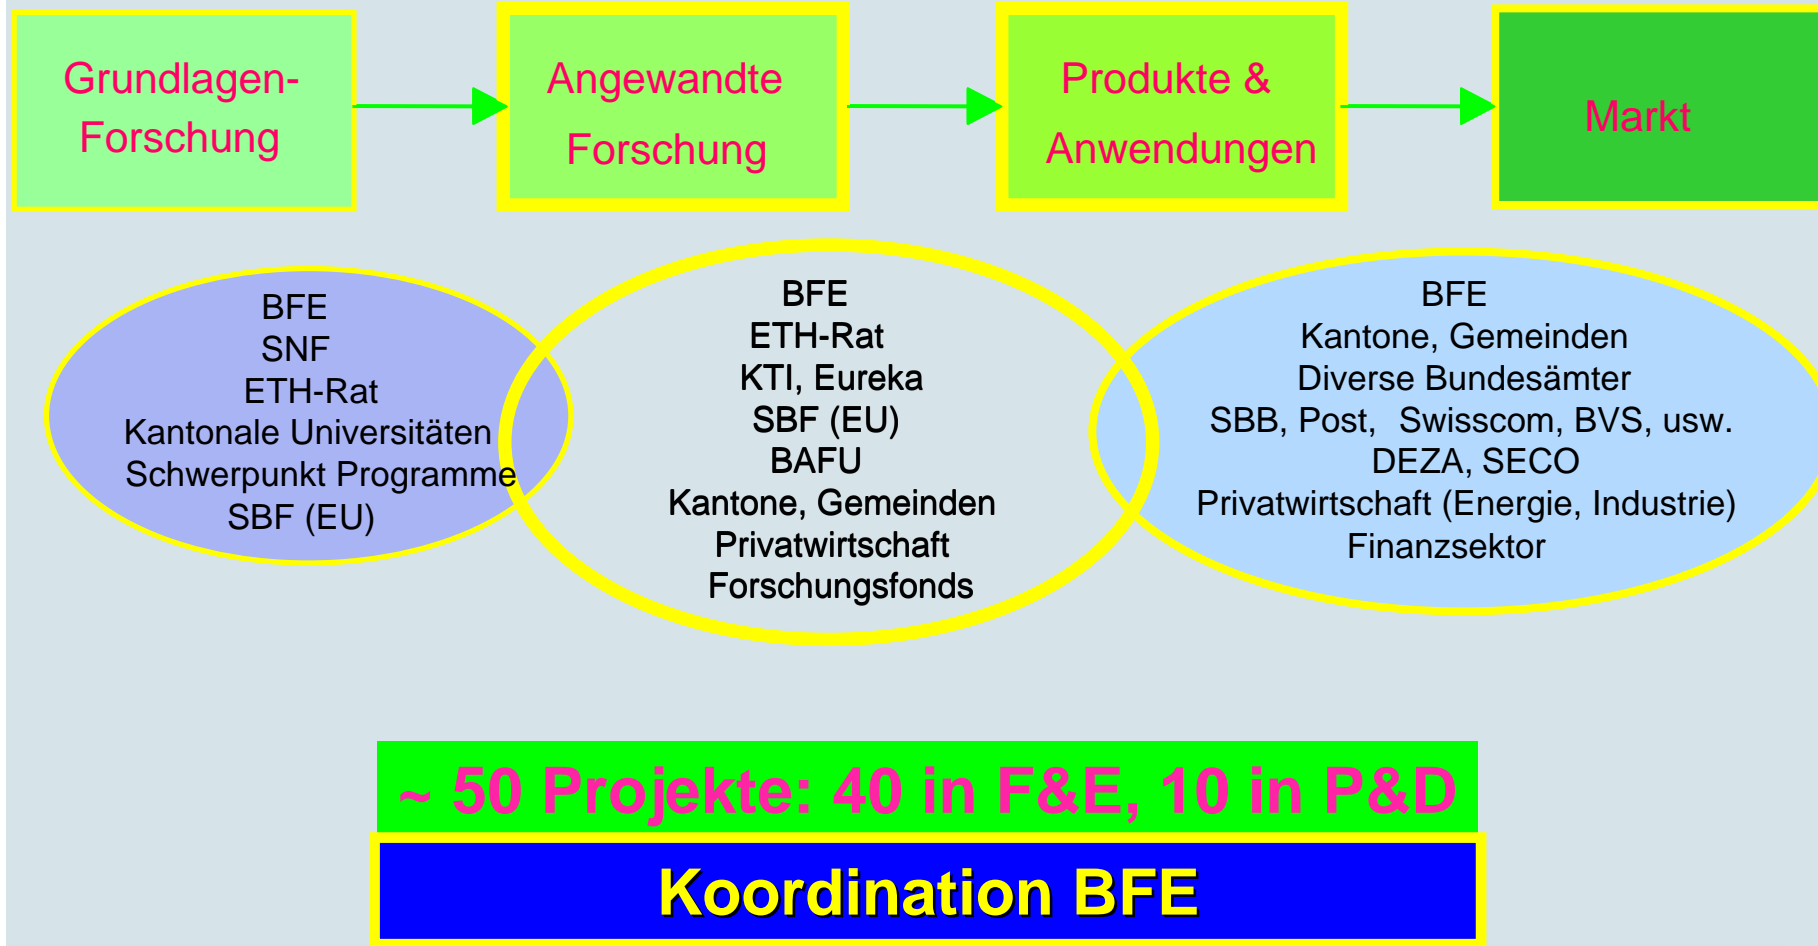 Grundlagen-
Forschung
Angewandte
Forschung
Produkte &
Anwendungen
Markt
BFE
SNF
ETH-Rat
Kantonale Universitäten
Schwerpunkt Programme
SBF (EU)
BFE
ETH-Rat
KTI, Eureka
SBF (EU)
BAFU
Kantone, Gemeinden
Privatwirtschaft
Forschungsfonds
BFE
Kantone, Gemeinden
Diverse Bundesämter
SBB, Post, Swisscom, BVS, usw.
DEZA, SECO
Privatwirtschaft (Energie, Industrie)
Finanzsektor
~ 50 Projekte: 40 in F&E, 10 in P&D
Koordination BFE